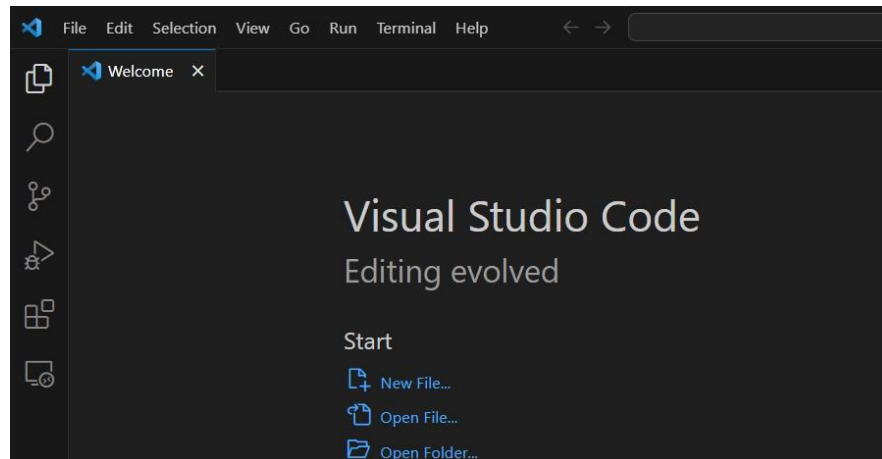 File Edit Selection View Go Run Terminal Help
Welcome
Visual Studio Code
Editing evolved
Start
New File...
Open File...
Open Folder...